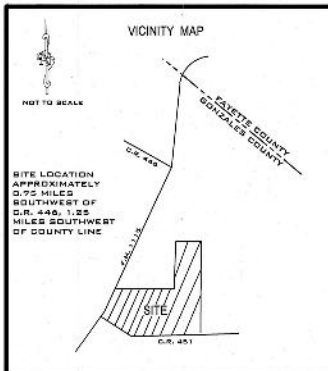 VICINITY MAP
NOT TO SCALE
FAYETTE COUNTY
GONZALES COUNTY
SITE LOCATION
APPROXIMATELY
0.75 MILES
SOUTHWEST OF
C.R. 446, 1.25
MILES SOUTHWEST
OF COUNTY LINE
F.M. 1115
SITE
C.R. 451